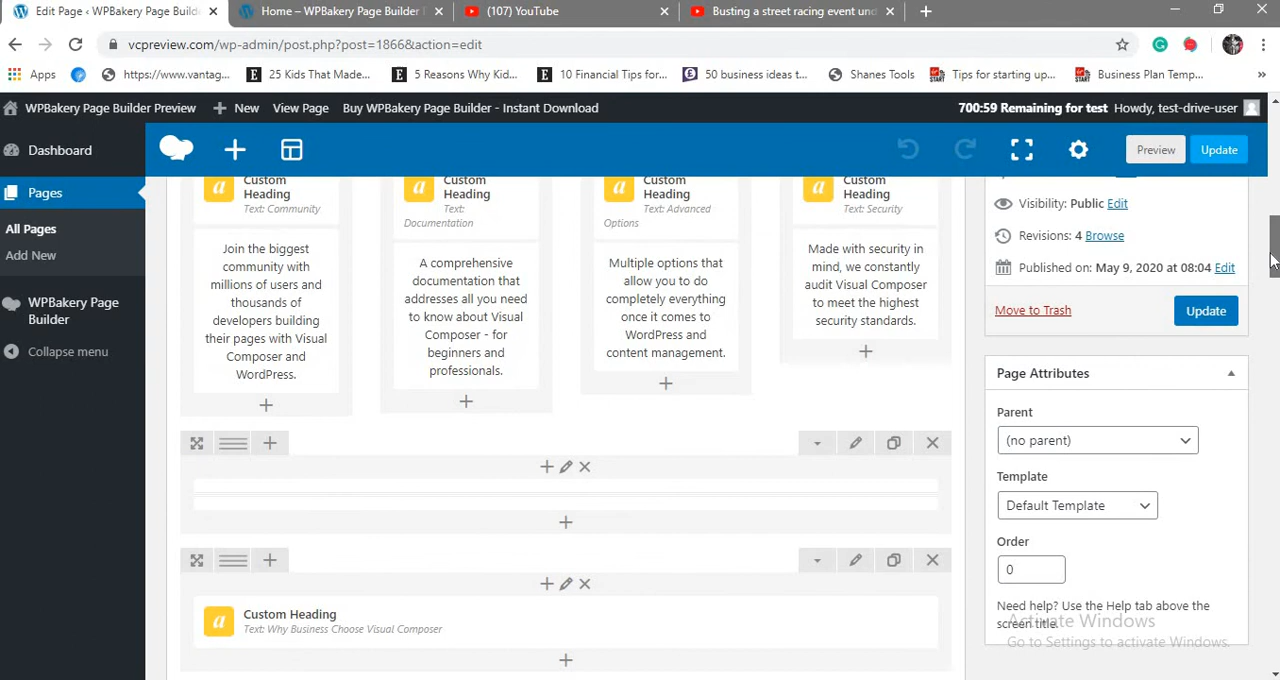 Edit Page ‹ WPBakery Page Builde
Home – WPBakery Page Builder
(107) YouTube
Busting a street racing event und
vcpreview.com/wp-admin/post.php?post=1866&action=edit
Apps
https://www.vantag...
25 Kids That Made...
5 Reasons Why Kid...
10 Financial Tips for...
50 business ideas t...
Shanes Tools
Tips for starting up...
Business Plan Temp...
»
WPBakery Page Builder Preview
New
View Page
Buy WPBakery Page Builder - Instant Download
700:59 Remaining for test
Howdy, test-drive-user
Dashboard
Pages
All Pages
Add New
WPBakery Page
Builder
Collapse menu
Preview
Update
Custom
Heading
Text: Community
Join the biggest
community with
millions of users and
thousands of
developers building
their pages with Visual
Composer and
WordPress.
Custom
Heading
Text:
Documentation
A comprehensive
documentation that
addresses all you need
to know about Visual
Composer - for
beginners and
professionals.
Custom
Heading
Text: Advanced
Options
Multiple options that
allow you to do
completely everything
once it comes to
WordPress and
content management.
Custom
Heading
Text: Security
Made with security in
mind, we constantly
audit Visual Composer
to meet the highest
security standards.
Custom Heading
Text: Why Business Choose Visual Composer
Visibility: Public Edit
Revisions: 4 Browse
Published on: May 9, 2020 at 08:04 Edit
Move to Trash
Update
Page Attributes
Parent
(no parent)
Template
Default Template
Order
0
Need help? Use the Help tab above the
screen title.
Activate Windows
Go to Settings to activate Windows.